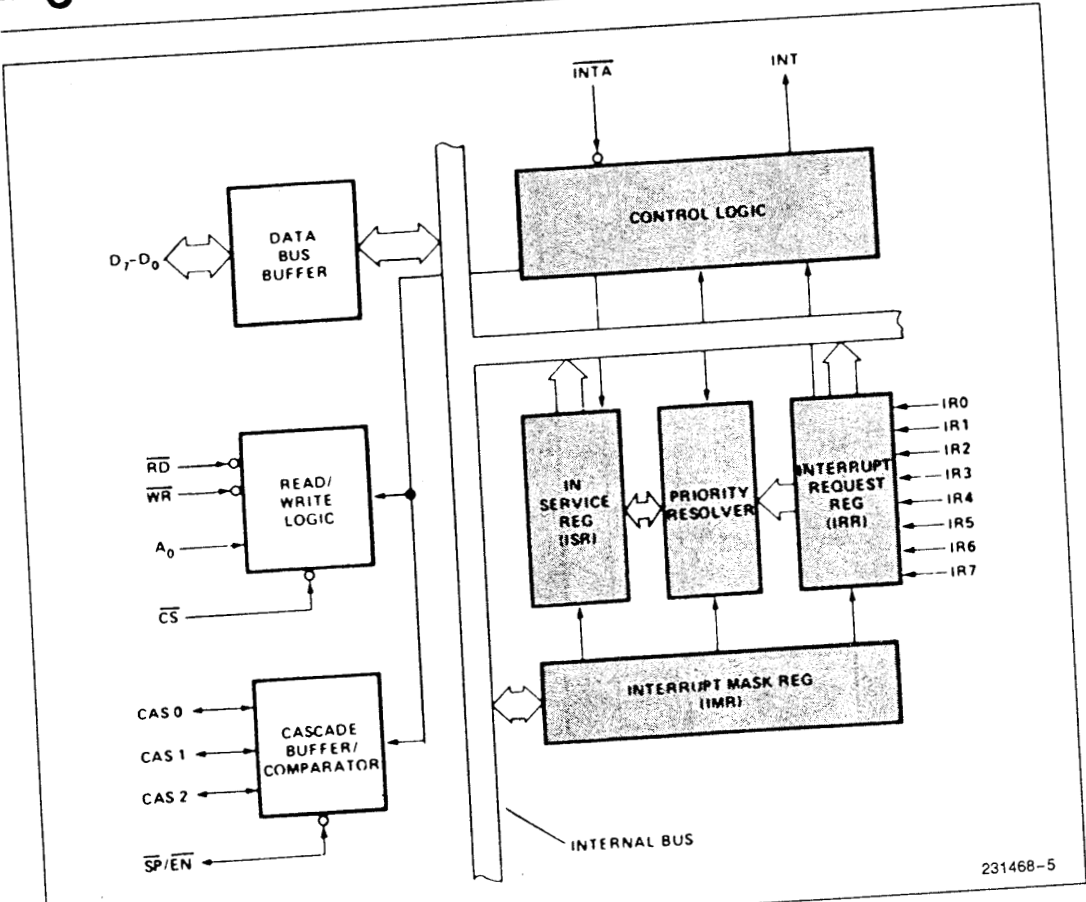 INTA
INT
CONTROL LOGIC
D7-D0
DATA
BUS
BUFFER
RD
WR
A0
CS
READ/
WRITE
LOGIC
IN
SERVICE
REG
(ISR)
PRIORITY
RESOLVER
INTERRUPT
REQUEST
REG
(IRR)
IR0
IR1
IR2
IR3
IR4
IR5
IR6
IR7
INTERRUPT MASK REG
(IMR)
CAS 0
CAS 1
CAS 2
CASCADE
BUFFER/
COMPARATOR
SP/EN
INTERNAL BUS
231468-5